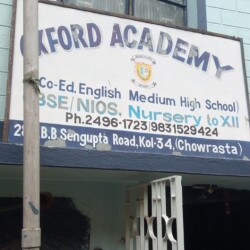 OXFORD ACADEMY
(Co-Ed, English Medium High School)
BSE/NIOS. Nursery to XII
Ph. 2496-1723|9831529424
B.B Sengupta Road, Kol-34, (Chowrasta)